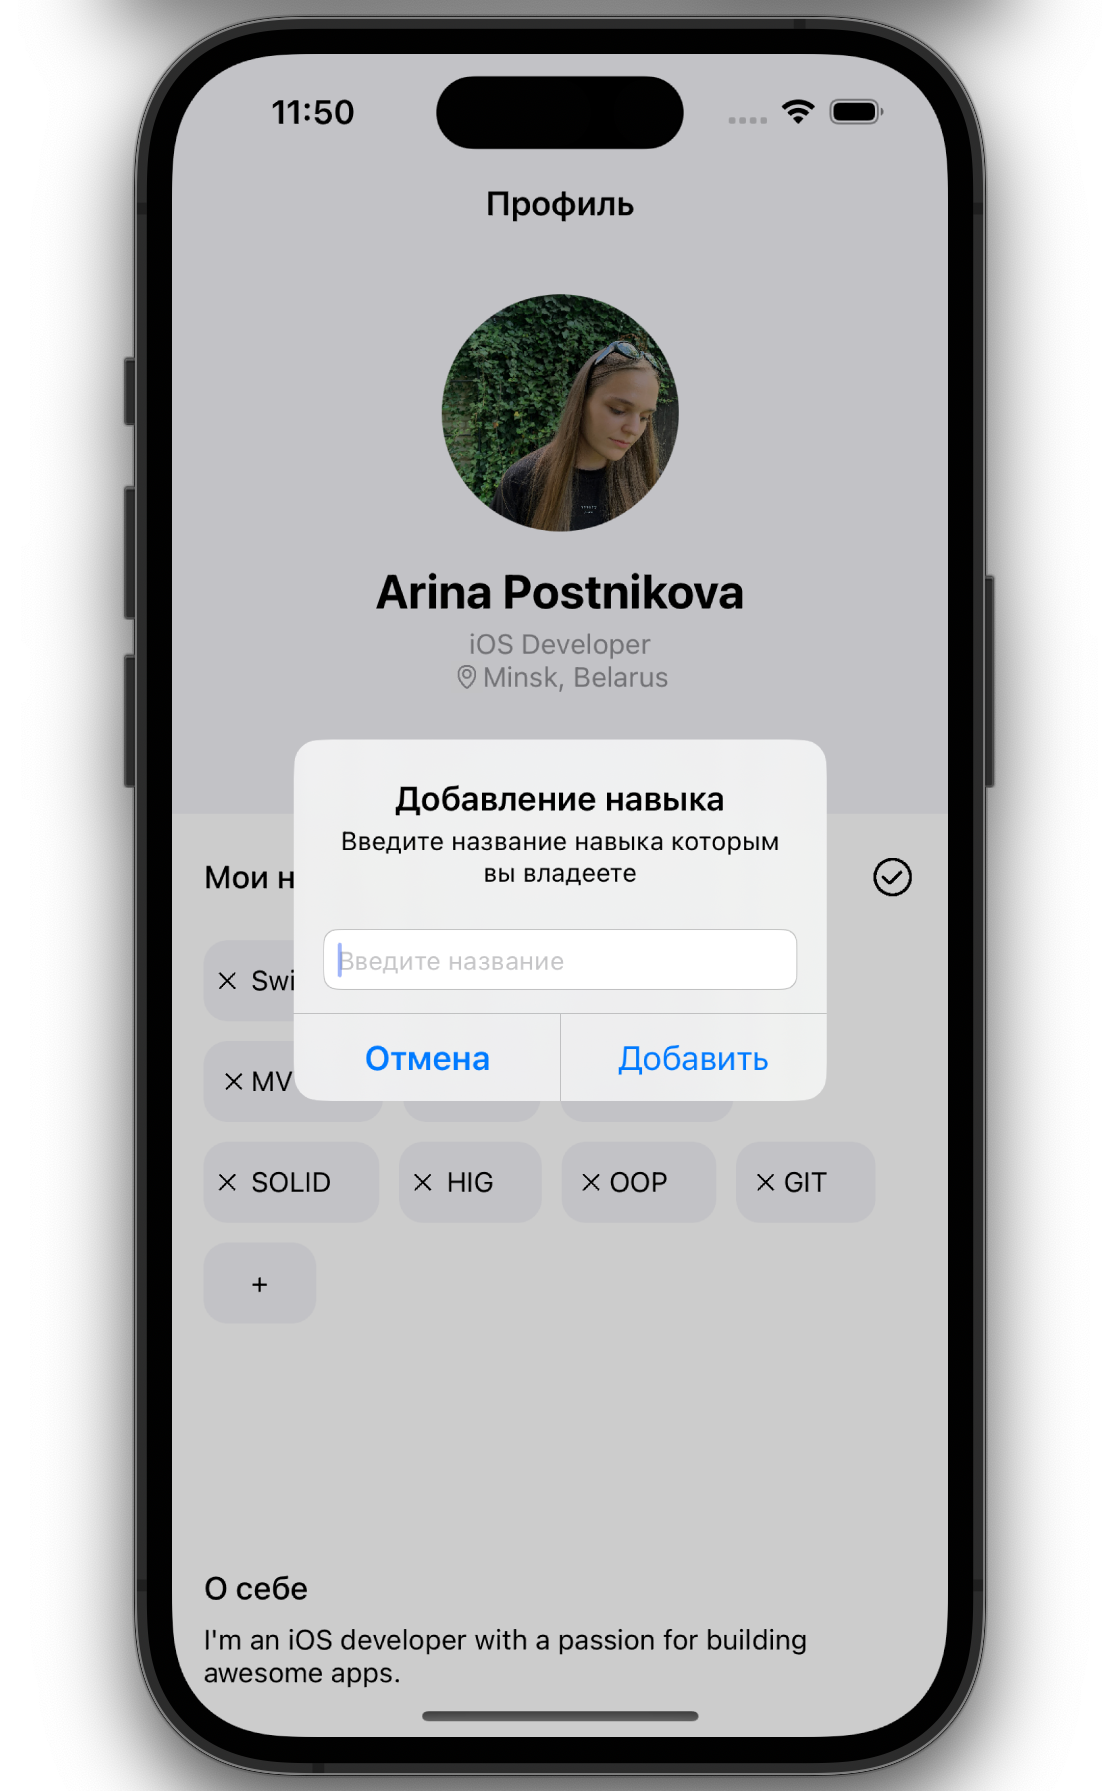 11:50
Профиль
Arina Postnikova
iOS Developer
Minsk, Belarus
Добавление навыка
Введите название навыка которым
вы владеете
Мои н
Введите название
Swi
Отмена
Добавить
MV
SOLID
HIG
OOP
GIT
+
О себе
I'm an iOS developer with a passion for building
awesome apps.